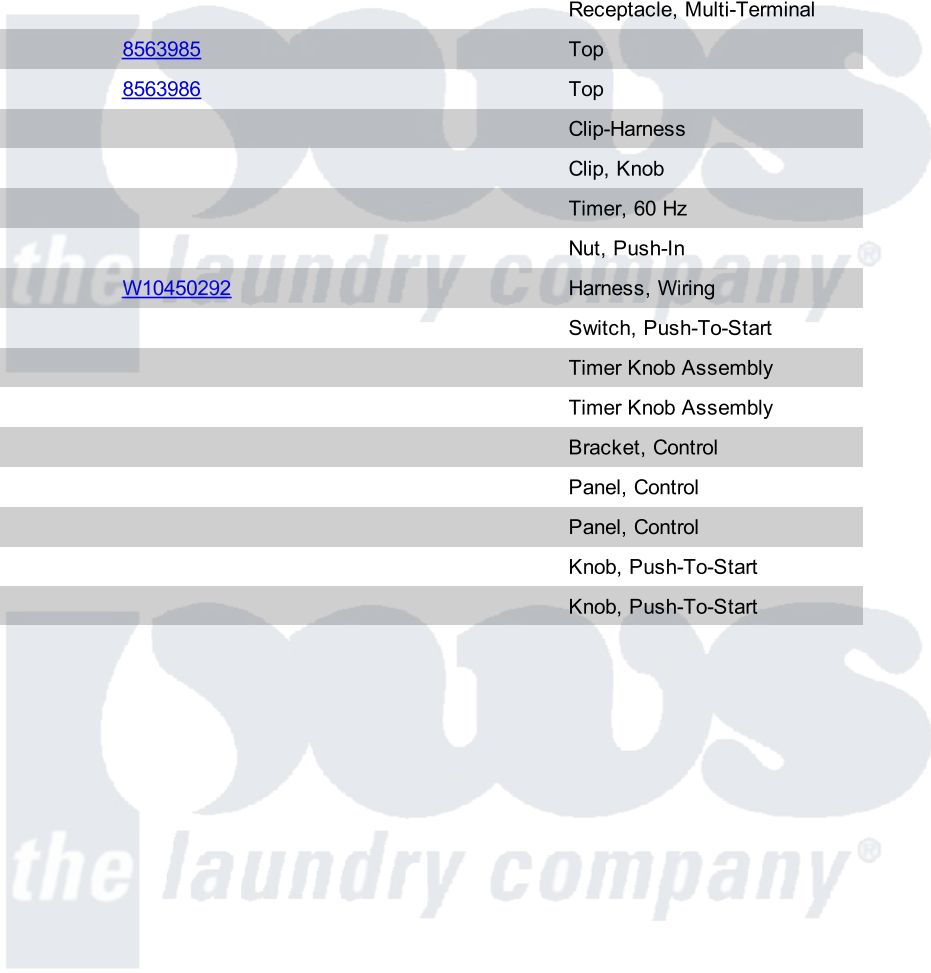 Receptacle, Multi-Terminal
8563985 Top
8563986 Top
Clip-Harness
Clip, Knob
Timer, 60 Hz
Nut, Push-In
W10450292 Harness, Wiring
Switch, Push-To-Start
Timer Knob Assembly
Timer Knob Assembly
Bracket, Control
Panel, Control
Panel, Control
Knob, Push-To-Start
Knob, Push-To-Start
pws
the laundry company®
pws
the laundry company®